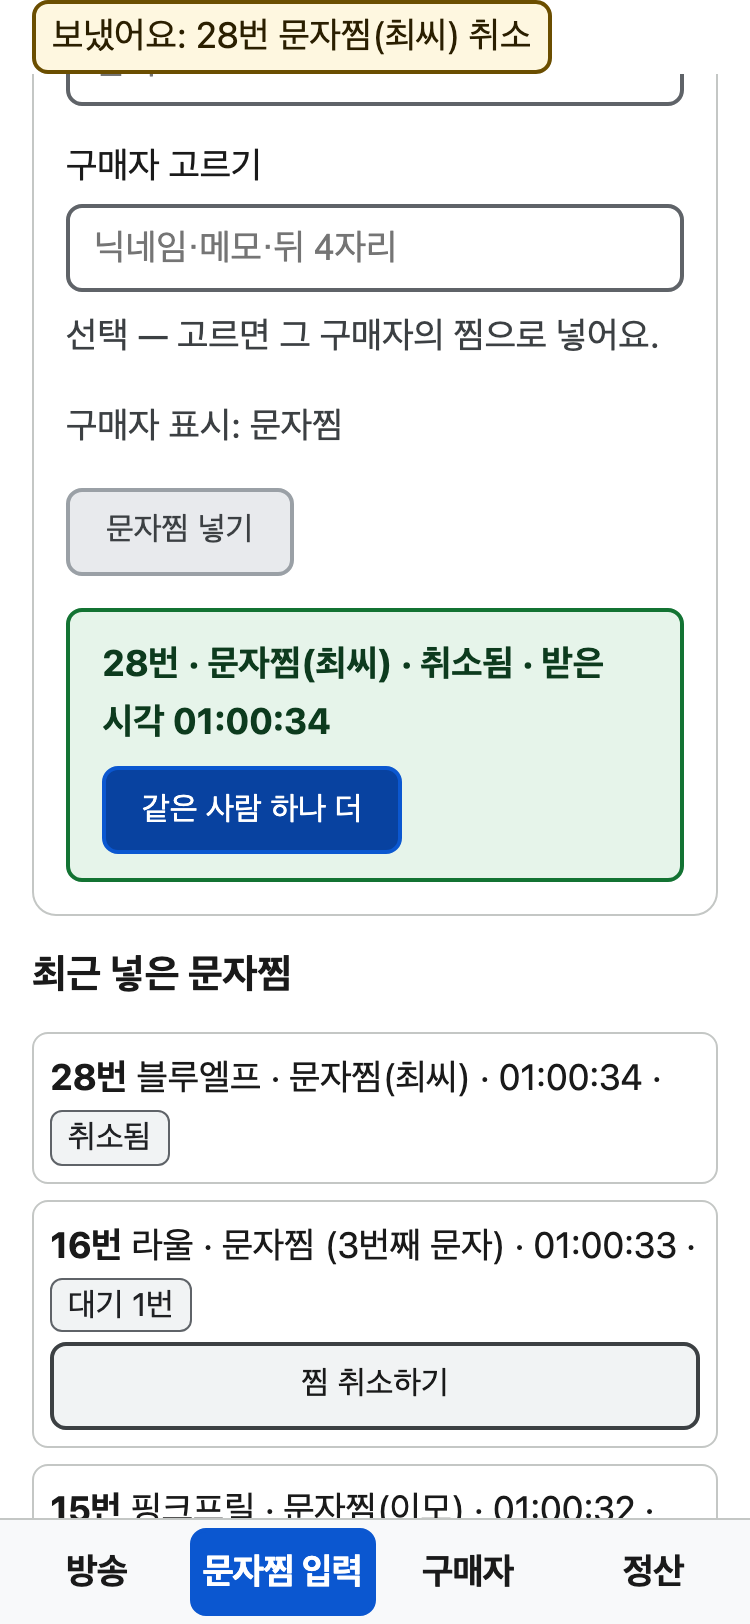 보냈어요: 28번 문자찜(최씨) 취소
구매자 고르기
닉네임·메모·뒤 4자리
선택 — 고르면 그 구매자의 찜으로 넣어요.
구매자 표시: 문자찜
문자찜 넣기
28번 · 문자찜(최씨) · 취소됨 · 받은
시각 01:00:34
같은 사람 하나 더
최근 넣은 문자찜
28번 블루엘프 · 문자찜(최씨) · 01:00:34 ·
취소됨
16번 라울 · 문자찜 (3번째 문자) · 01:00:33 ·
대기 1번
찜 취소하기
15번 핑크프릴 · 문자찜(이모) · 01:00:32 ·
방송
문자찜 입력
구매자
정산